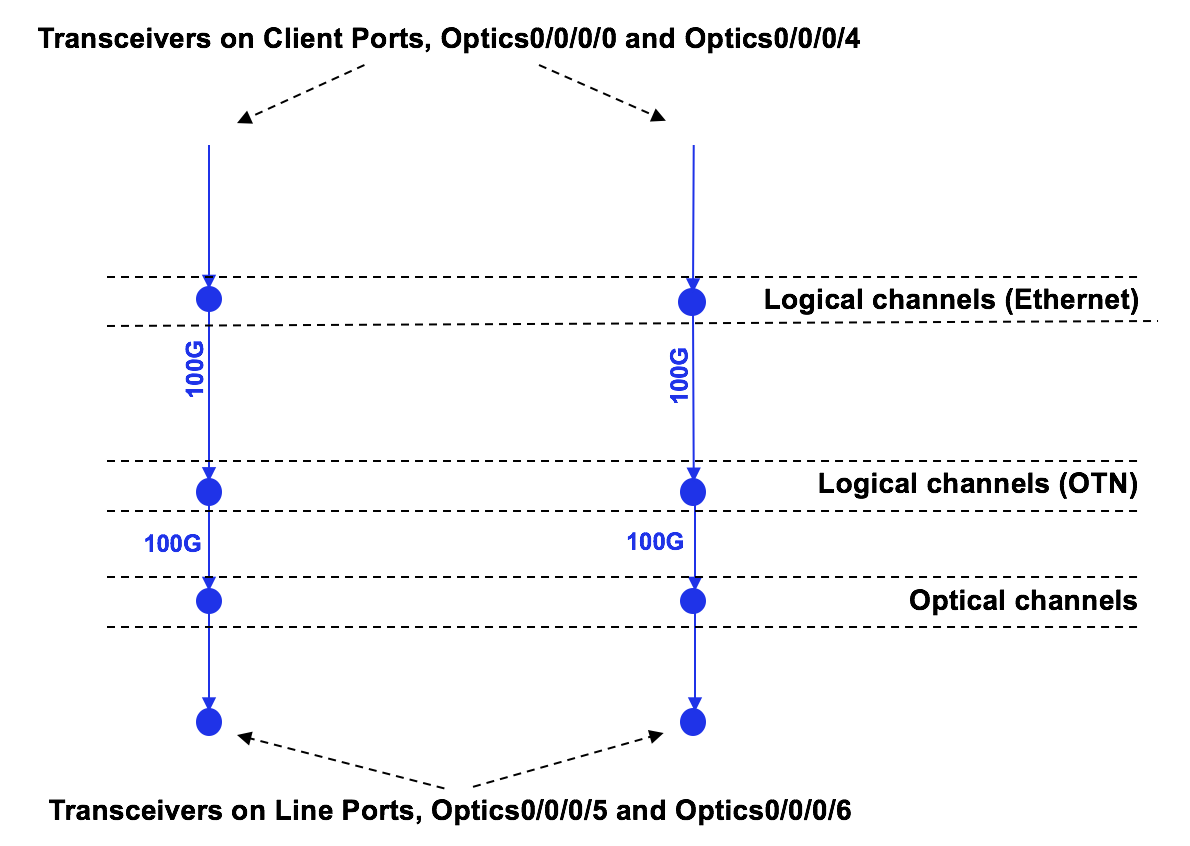 Transceivers on Client Ports, Optics0/0/0/0 and Optics0/0/0/4
Logical channels (Ethernet)
100G
100G
Logical channels (OTN)
100G
100G
Optical channels
Transceivers on Line Ports, Optics0/0/0/5 and Optics0/0/0/6